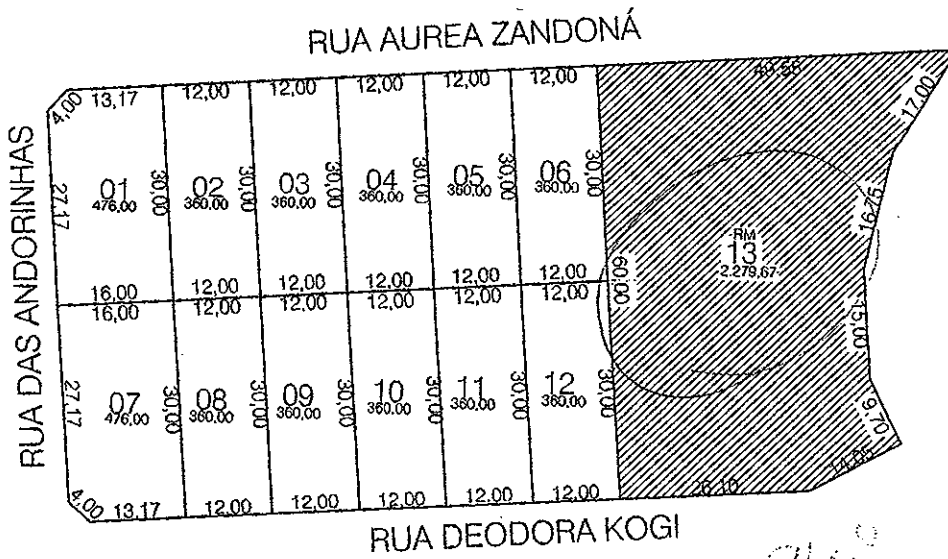 RUA AUREA ZANDONÁ
4,00 13,17 12,00 12,00 12,00 12,00 12,00 49,55
RUA DAS ANDORINHAS
27,17 30,00 30,00 30,00 30,00 30,00 30,00 17,00
01 02 03 04 05 06
476,00 360,00 360,00 360,00 360,00 360,00
16,75
RM
13
2.279,67
60,00
16,00 12,00 12,00 12,00 12,00 12,00
16,00 12,00 12,00 12,00 12,00 12,00
15,00
27,17 30,00 30,00 30,00 30,00 30,00 30,00
07 08 09 10 11 12
476,00 360,00 360,00 360,00 360,00 360,00
4,00 13,17 12,00 12,00 12,00 12,00 12,00 26,10 14,05
RUA DEODORA KOGI